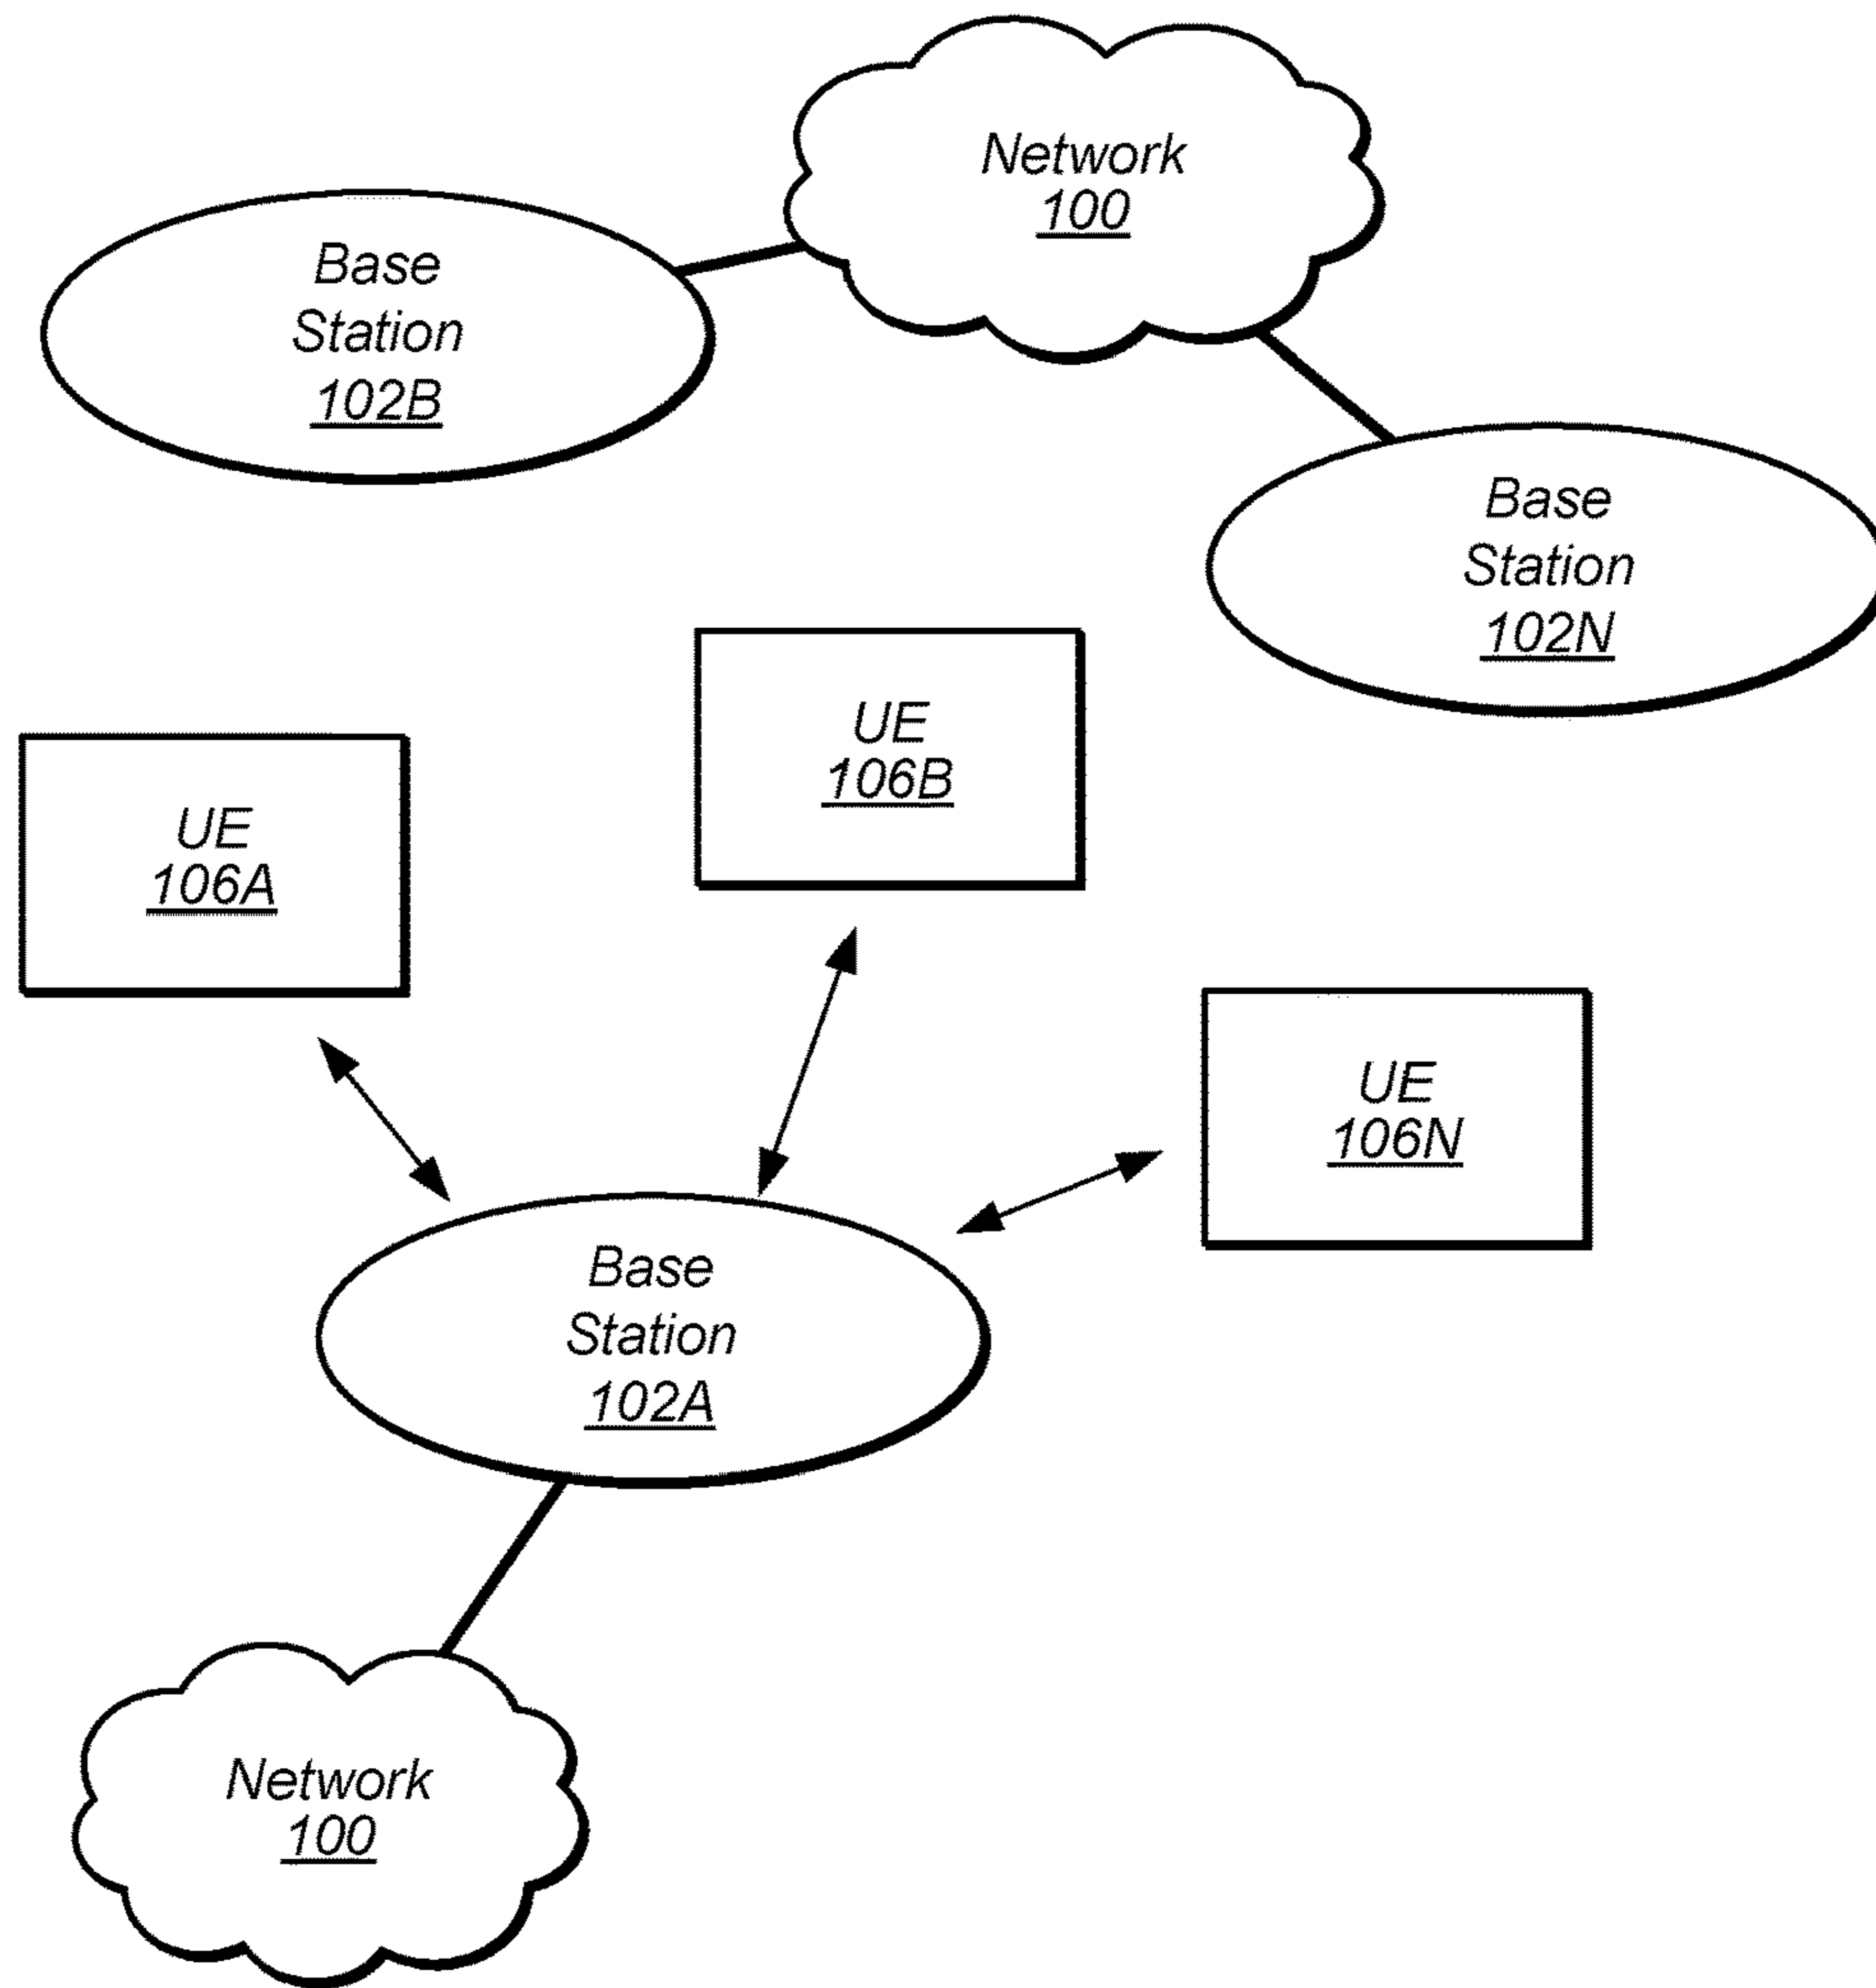 Network
100
Base
Station
102B
Base
Station
102N
UE
106B
UE
106A
UE
106N
Base
Station
102A
Network
100